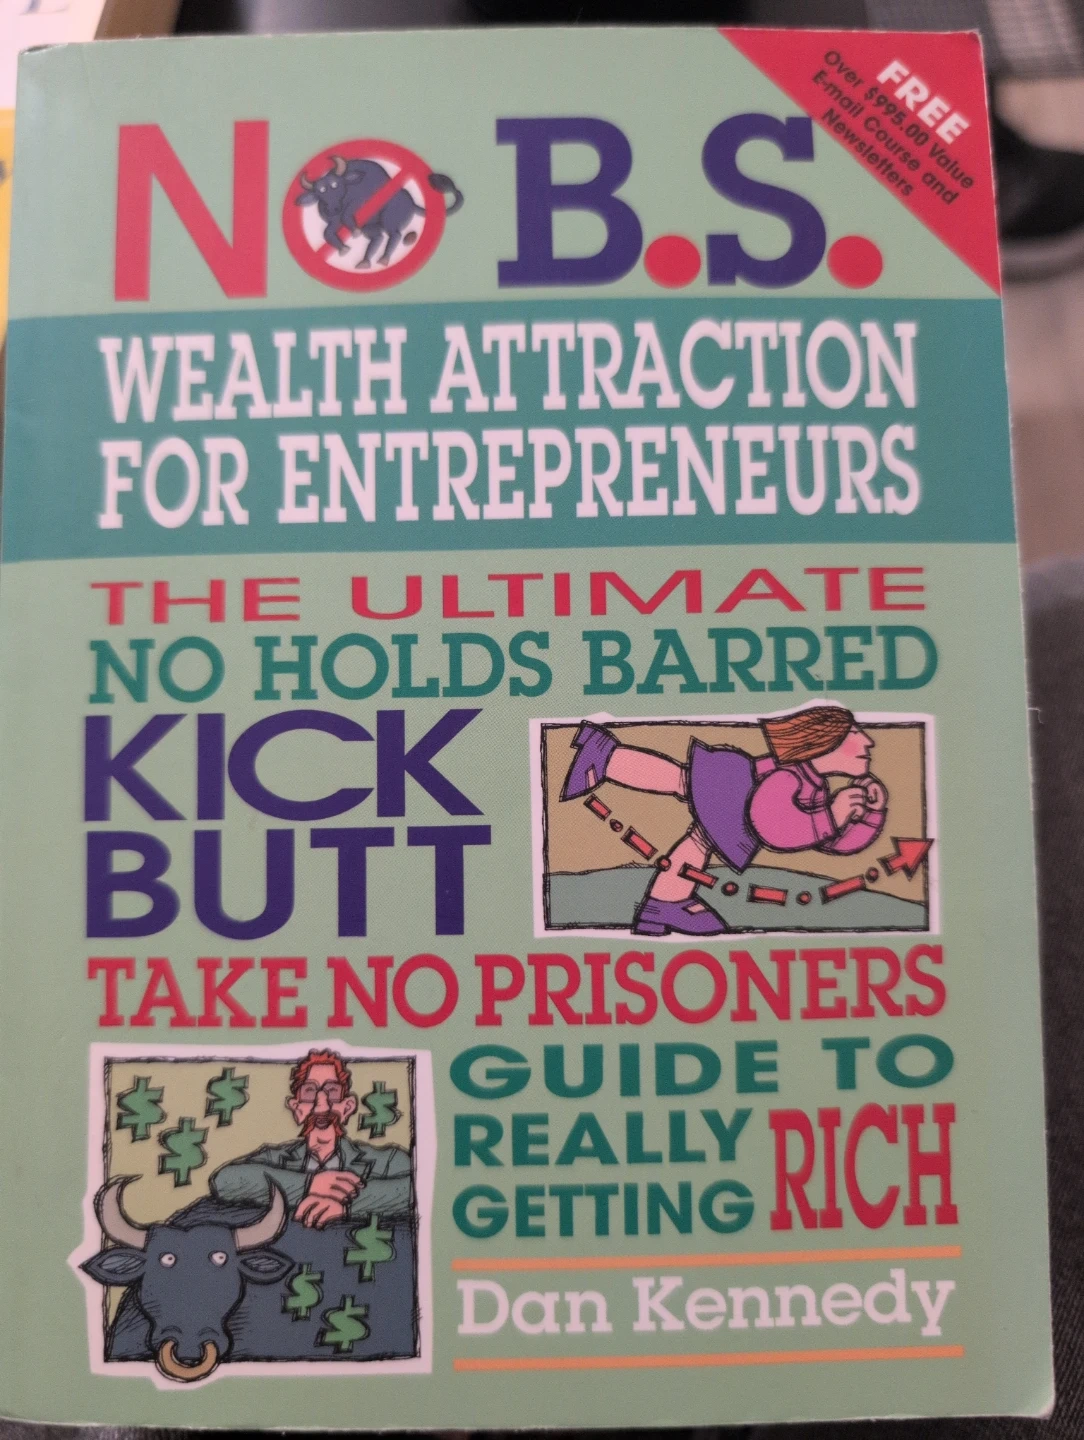 FREE
Over $995.00 Value
E-mail Course and
Newsletters
NO B.S.
WEALTH ATTRACTION
FOR ENTREPRENEURS
THE ULTIMATE
NO HOLDS BARRED
KICK
BUTT
TAKE NO PRISONERS
GUIDE TO
REALLY
GETTING RICH
Dan Kennedy